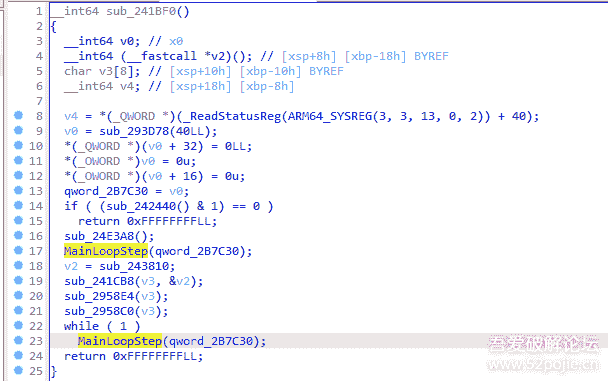 1 __int64 sub_241BF0()
2 {
3 __int64 v0; // x0
4 __int64 (__fastcall *v2)(); // [xsp+8h] [xbp-18h] BYREF
5 char v3[8]; // [xsp+10h] [xbp-10h] BYREF
6 __int64 v4; // [xsp+18h] [xbp-8h]
7
8 v4 = *(_QWORD *)(_ReadStatusReg(ARM64_SYSREG(3, 3, 13, 0, 2)) + 40);
9 v0 = sub_293D78(40LL);
10 *(_QWORD *)(v0 + 32) = 0LL;
11 *(_OWORD *)v0 = 0u;
12 *(_OWORD *)(v0 + 16) = 0u;
13 qword_2B7C30 = v0;
14 if ( (sub_242440() & 1) == 0 )
15 return 0xFFFFFFFFLL;
16 sub_24E3A8();
17 MainLoopStep(qword_2B7C30);
18 v2 = sub_243810;
19 sub_241CB8(v3, &v2);
20 sub_2958E4(v3);
21 sub_2958C0(v3);
22 while ( 1 )
23 MainLoopStep(qword_2B7C30);
24 return 0xFFFFFFFFLL;
25 }
吾爱破解论坛
www.52pojie.cn